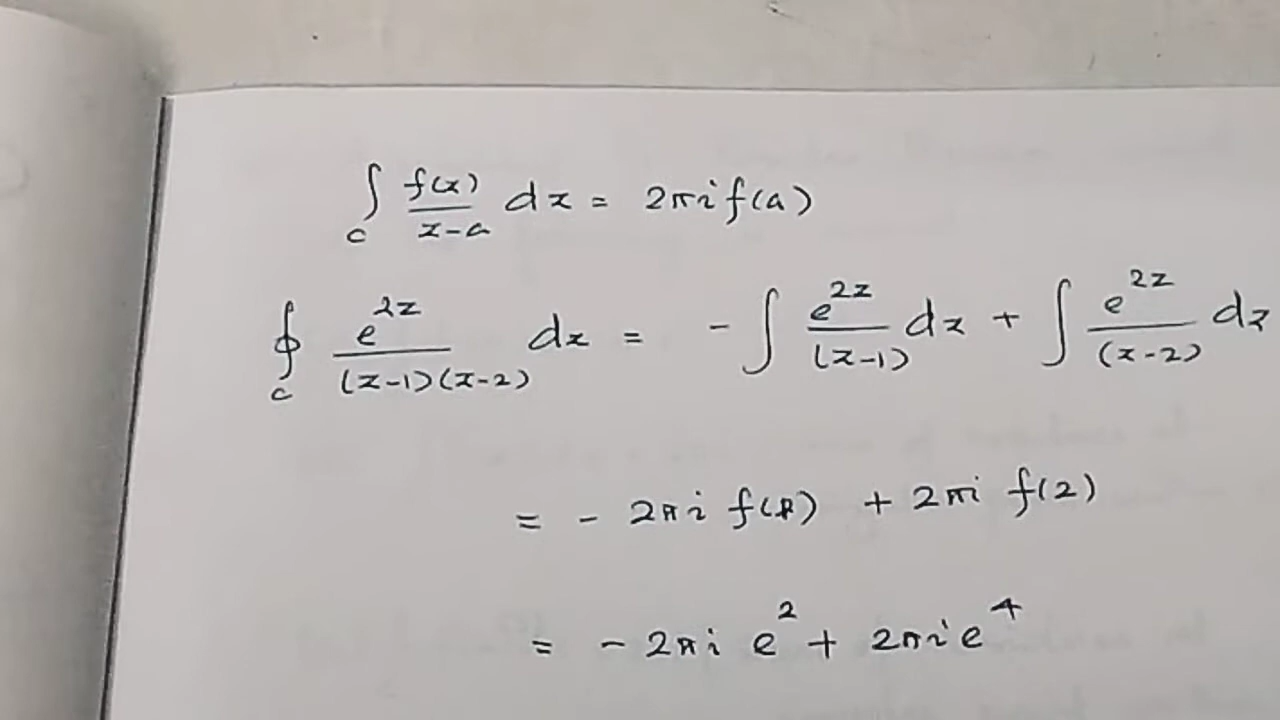 ∫_C f(z)/(z-a) dz = 2πi f(a)
∮_C e^{2z}/((z-1)(z-2)) dz = - ∫ e^{2z}/(z-1) dz + ∫ e^{2z}/(z-2) dz
= - 2πi f(1) + 2πi f(2)
= - 2πi e^2 + 2πi e^4